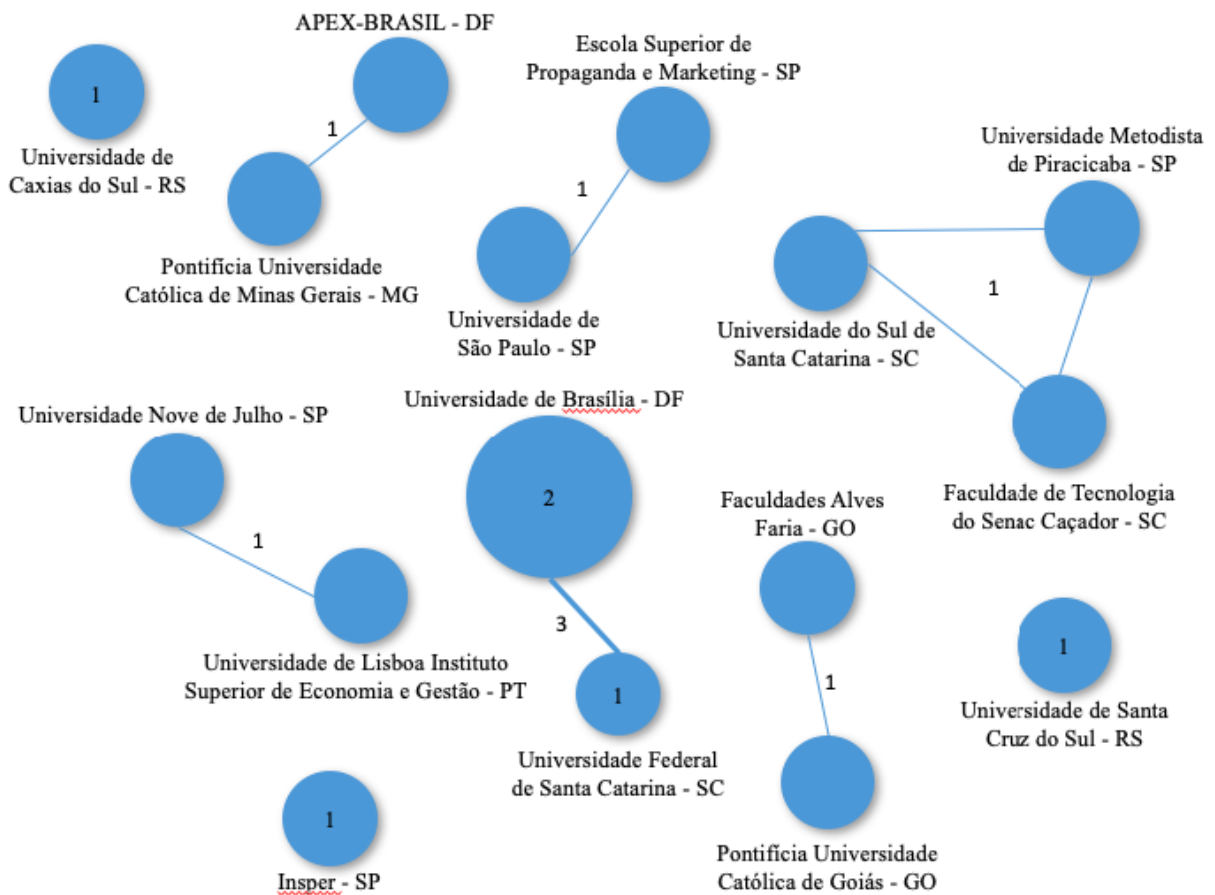 APEX-BRASIL - DF
1
Universidade de
Caxias do Sul - RS
1
Pontifícia Universidade
Católica de Minas Gerais - MG
Escola Superior de
Propaganda e Marketing - SP
1
Universidade de
São Paulo - SP
Universidade Metodista
de Piracicaba - SP
1
Universidade do Sul de
Santa Catarina - SC
Faculdade de Tecnologia
do Senac Caçador - SC
Universidade Nove de Julho - SP
1
Universidade de Lisboa Instituto
Superior de Economia e Gestão - PT
Universidade de Brasília - DF
2
3
1
Universidade Federal
de Santa Catarina - SC
Faculdades Alves
Faria - GO
1
Pontifícia Universidade
Católica de Goiás - GO
1
Universidade de Santa
Cruz do Sul - RS
1
Insper - SP